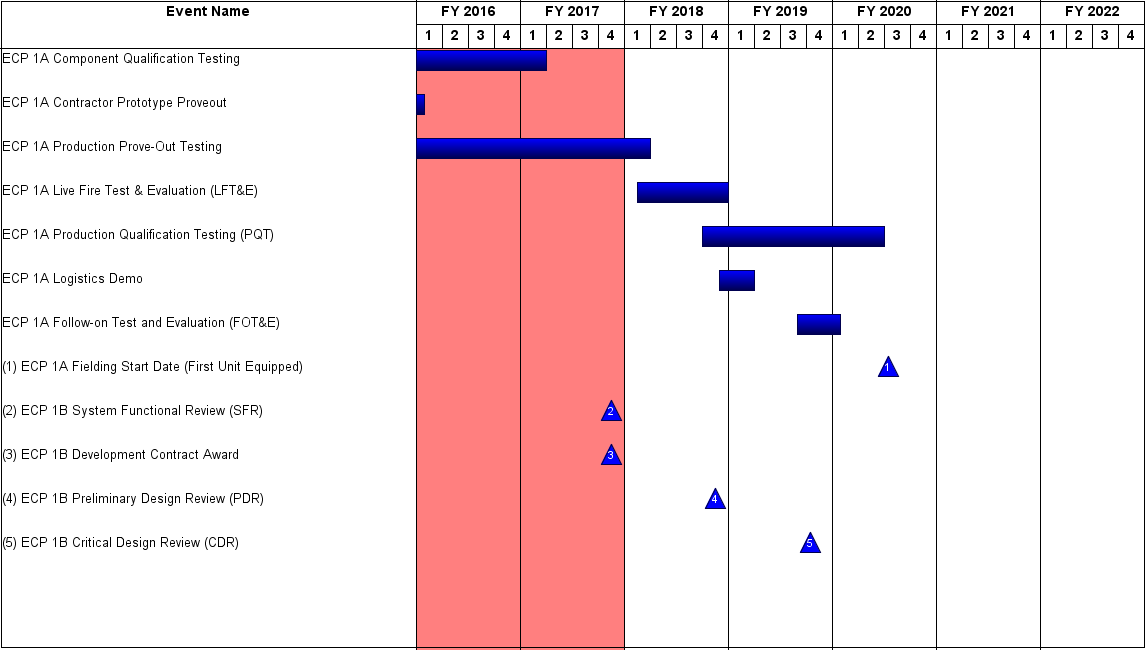 Event Name FY 2016 FY 2017 FY 2018 FY 2019 FY 2020 FY 2021 FY 2022
1 2 3 4 1 2 3 4 1 2 3 4 1 2 3 4 1 2 3 4 1 2 3 4 1 2 3 4
ECP 1A Component Qualification Testing
ECP 1A Contractor Prototype Proveout
ECP 1A Production Prove-Out Testing
ECP 1A Live Fire Test & Evaluation (LFT&E)
ECP 1A Production Qualification Testing (PQT)
ECP 1A Logistics Demo
ECP 1A Follow-on Test and Evaluation (FOT&E)
(1) ECP 1A Fielding Start Date (First Unit Equipped) 1
(2) ECP 1B System Functional Review (SFR) 2
(3) ECP 1B Development Contract Award 3
(4) ECP 1B Preliminary Design Review (PDR) 4
(5) ECP 1B Critical Design Review (CDR) 5